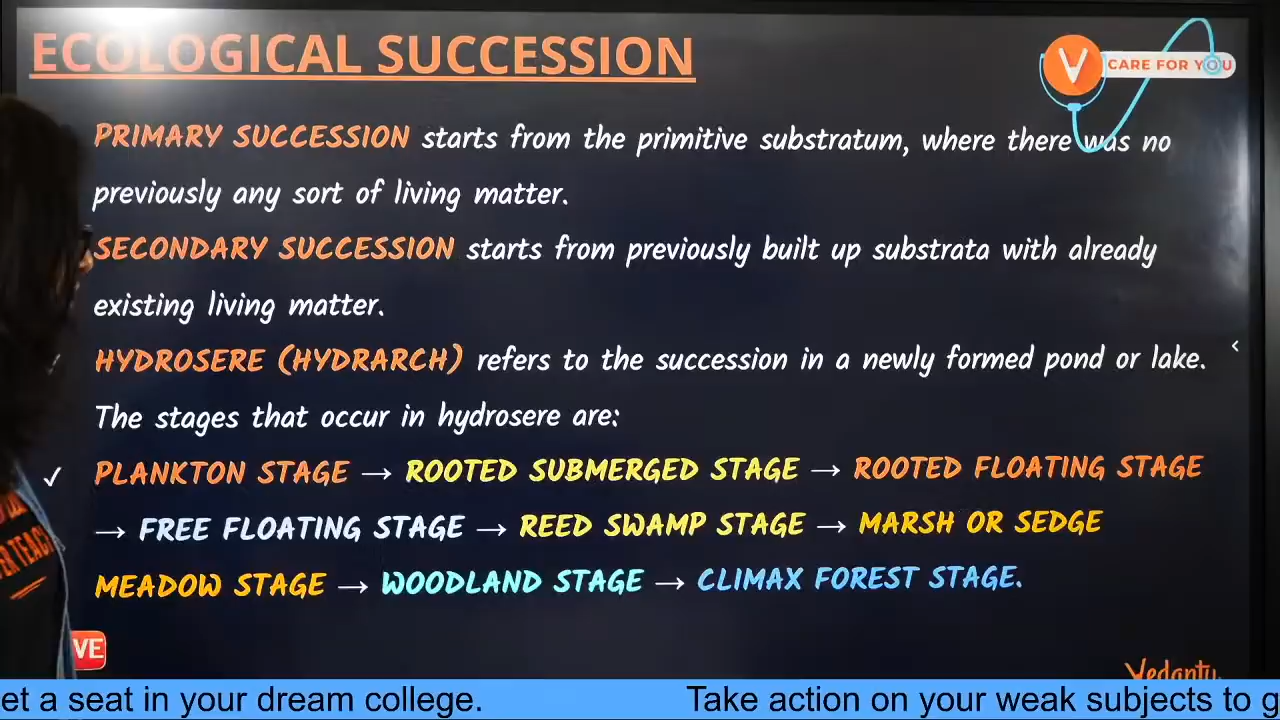 ECOLOGICAL SUCCESSION
V CARE FOR YOU
PRIMARY SUCCESSION starts from the primitive substratum, where there was no
previously any sort of living matter.
SECONDARY SUCCESSION starts from previously built up substrata with already
existing living matter.
HYDROSERE (HYDRARCH) refers to the succession in a newly formed pond or lake.
The stages that occur in hydrosere are:
✓ PLANKTON STAGE → ROOTED SUBMERGED STAGE → ROOTED FLOATING STAGE
→ FREE FLOATING STAGE → REED SWAMP STAGE → MARSH OR SEDGE
MEADOW STAGE → WOODLAND STAGE → CLIMAX FOREST STAGE.
VE
et a seat in your dream college. Take action on your weak subjects to g